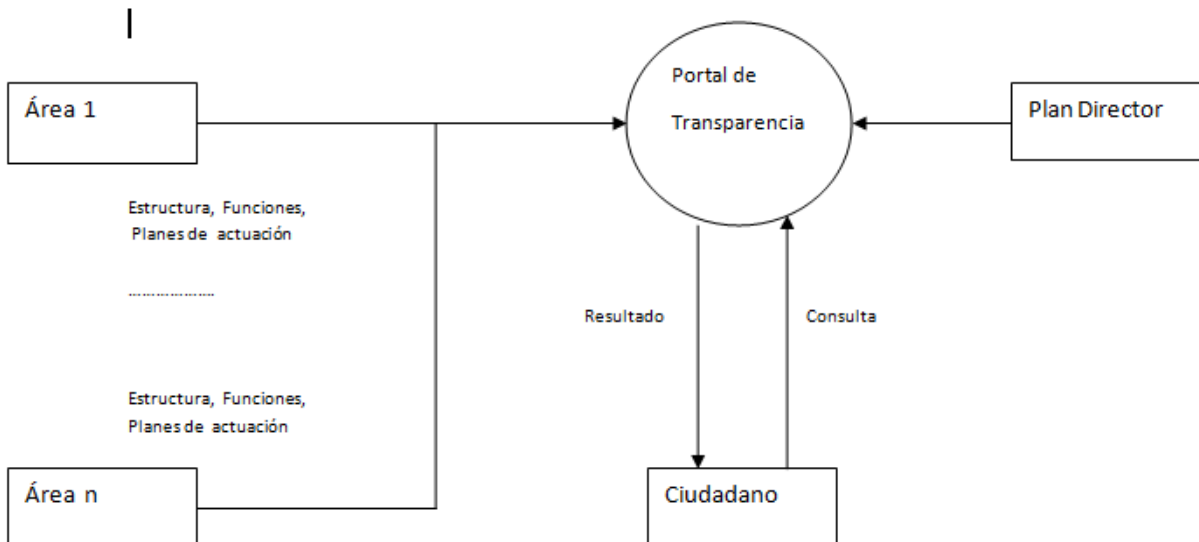 Área 1
Portal de
Transparencia
Plan Director
Estructura, Funciones,
Planes de actuación
....................
Resultado
Consulta
Estructura, Funciones,
Planes de actuación
Área n
Ciudadano